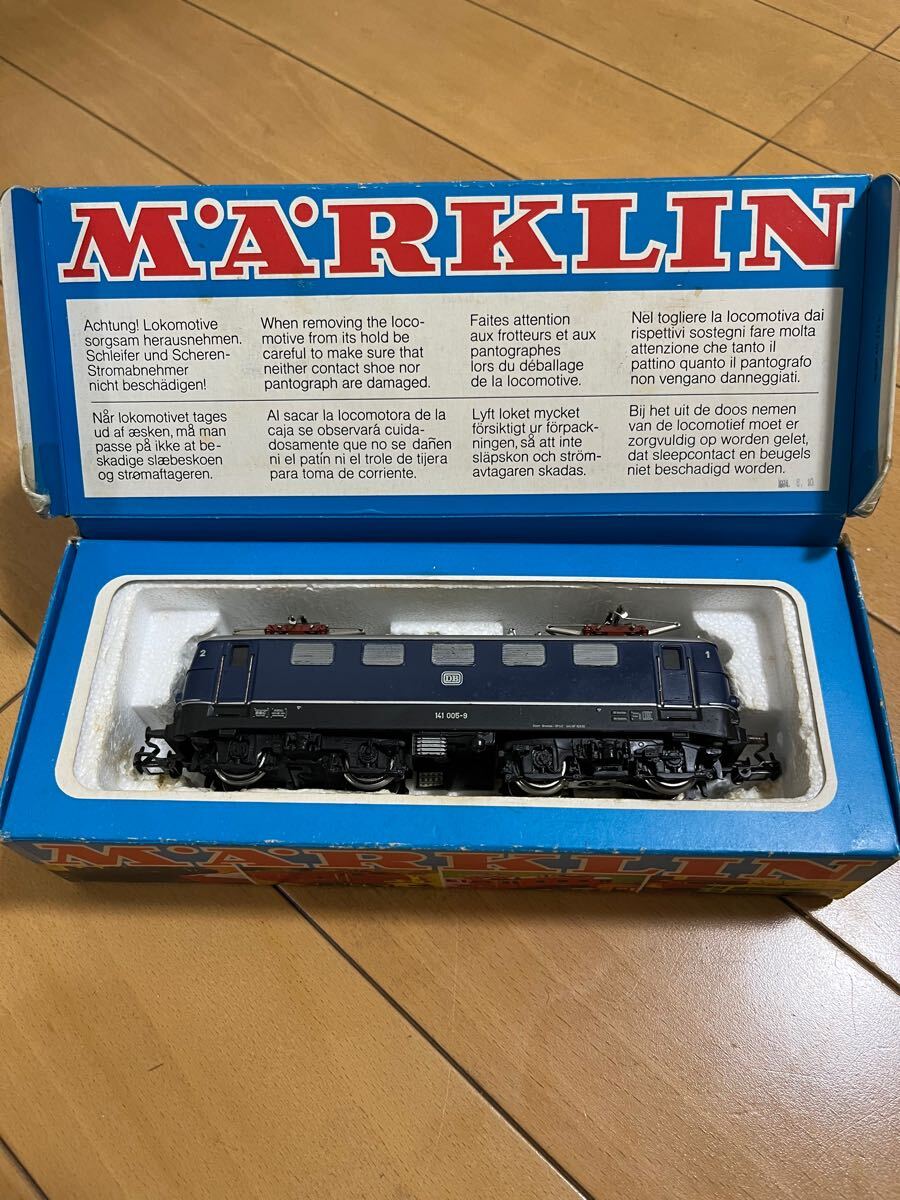 MÄRKLIN
Achtung! Lokomotive
sorgsam herausnehmen.
Schleifer und Scheren-
Stromabnehmer
nicht beschädigen!
When removing the loco-
motive from its hold be
careful to make sure that
neither contact shoe nor
pantograph are damaged.
Faites attention
aux frotteurs et aux
pantographes
lors du déballage
de la locomotive.
Nel togliere la locomotiva dai
rispettivi sostegni fare molta
attenzione che tanto il
pattino quanto il pantografo
non vengano danneggiati.
Når lokomotivet tages
ud af æsken, må man
passe på ikke at be-
skadige slæbeskoen
og strømaftageren.
Al sacar la locomotora de la
caja se observará cuida-
dosamente que no se dañen
ni el patín ni el trole de tijera
para toma de corriente.
Lyft loket mycket
försiktigt ur förpack-
ningen, så att inte
släpskon och ström-
avtagaren skadas.
Bij het uit de doos nemen
van de locomotief moet er
zorgvuldig op worden gelet,
dat sleepcontact en beugels
niet beschadigd worden.
2
DB
1
141 005-9
MÄRKLIN